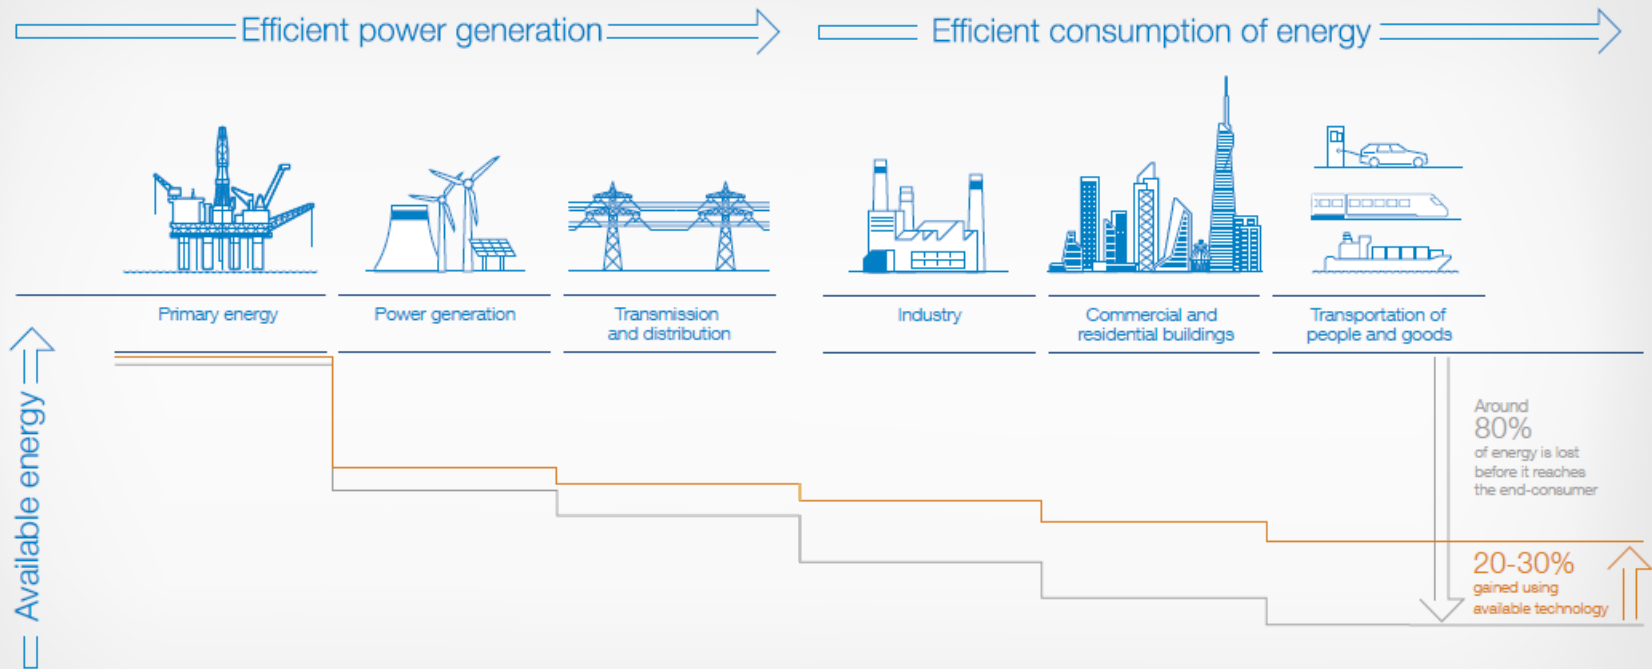 Efficient power generation
Efficient consumption of energy
Primary energy
Power generation
Transmission
and distribution
Industry
Commercial and
residential buildings
Transportation of
people and goods
Available energy
Around
80%
of energy is lost
before it reaches
the end-consumer
20-30%
gained using
available technology